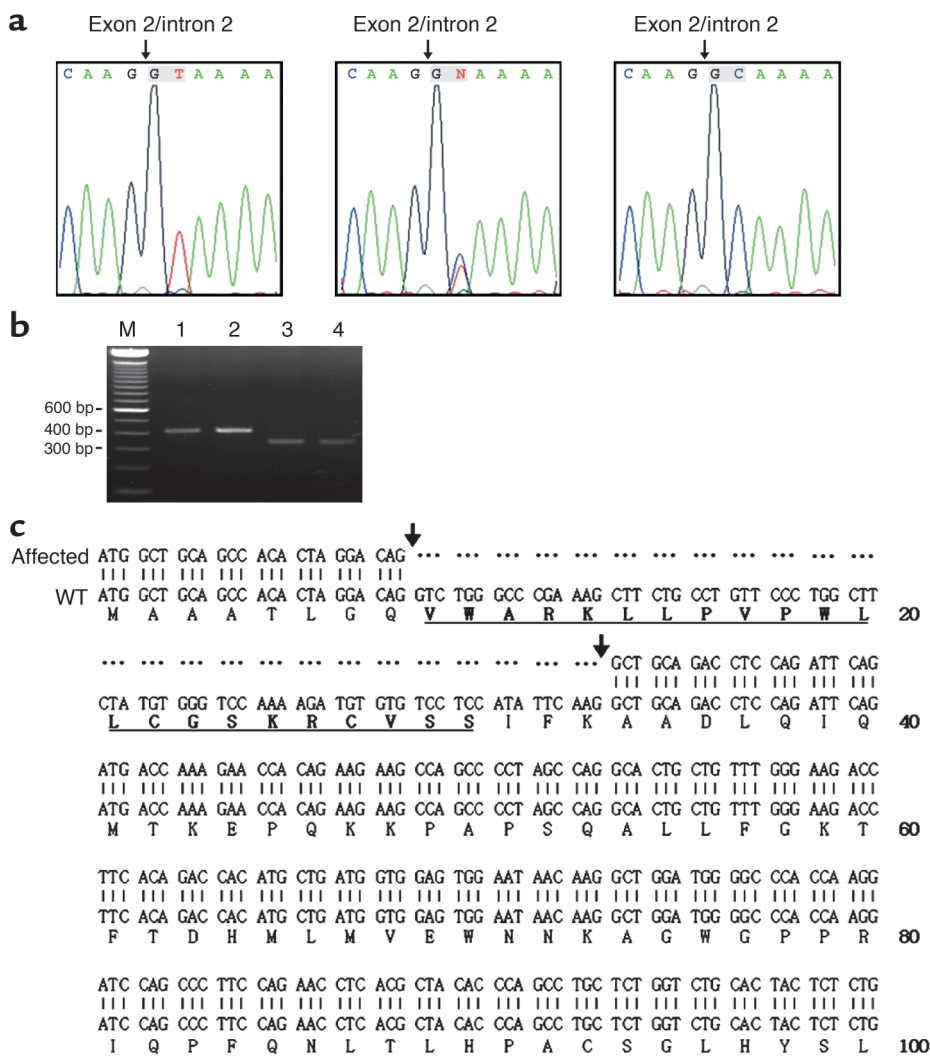 a
Exon 2/intron 2 Exon 2/intron 2 Exon 2/intron 2
C A A G G T A A A A C A A G G N A A A A C A A G G C A A A A
b M 1 2 3 4
600 bp
400 bp
300 bp
c
Affected ATG GCT GCA GCC ACA CTA GGA CAG ... ... ... ... ... ... ... ... ... ... ... ...
WT ATG GCT GCA GCC ACA CTA GGA CAG GTC TGG GCC CGA AAG CTT CTG CCT GTT CCC TGG CTT
M A A A T L G Q V W A R K L L P V P W L 20
... ... ... ... ... ... ... ... ... ... ... ... ... GCT GCA GAC CTC CAG ATT CAG
CTA TGT GGG TCC AAA AGA TGT GTG TCC TCC ATA TTC AAG GCT GCA GAC CTC CAG ATT CAG
L C G S K R C V S S I F K A A D L Q I Q 40
ATG ACC AAA GAA CCA CAG AAG AAG CCA GCC CCT AGC CAG GCA CTG CTG TTT GGG AAG ACC
ATG ACC AAA GAA CCA CAG AAG AAG CCA GCC CCT AGC CAG GCA CTG CTG TTT GGG AAG ACC
M T K E P Q K K P A P S Q A L L F G K T 60
TTC ACA GAC CAC ATG CTG ATG GTG GAG TGG AAT AAC AAG GCT GGA TGG GGC CCA CCA AGG
TTC ACA GAC CAC ATG CTG ATG GTG GAG TGG AAT AAC AAG GCT GGA TGG GGC CCA CCA AGG
F T D H M L M V E W N N K A G W G P P R 80
ATC CAG CCC TTC CAG AAC CTC ACG CTA CAC CCA GCC TGC TCT GGT CTG CAC TAC TCT CTG
ATC CAG CCC TTC CAG AAC CTC ACG CTA CAC CCA GCC TGC TCT GGT CTG CAC TAC TCT CTG
I Q P F Q N L T L H P A C S G L H Y S L 100